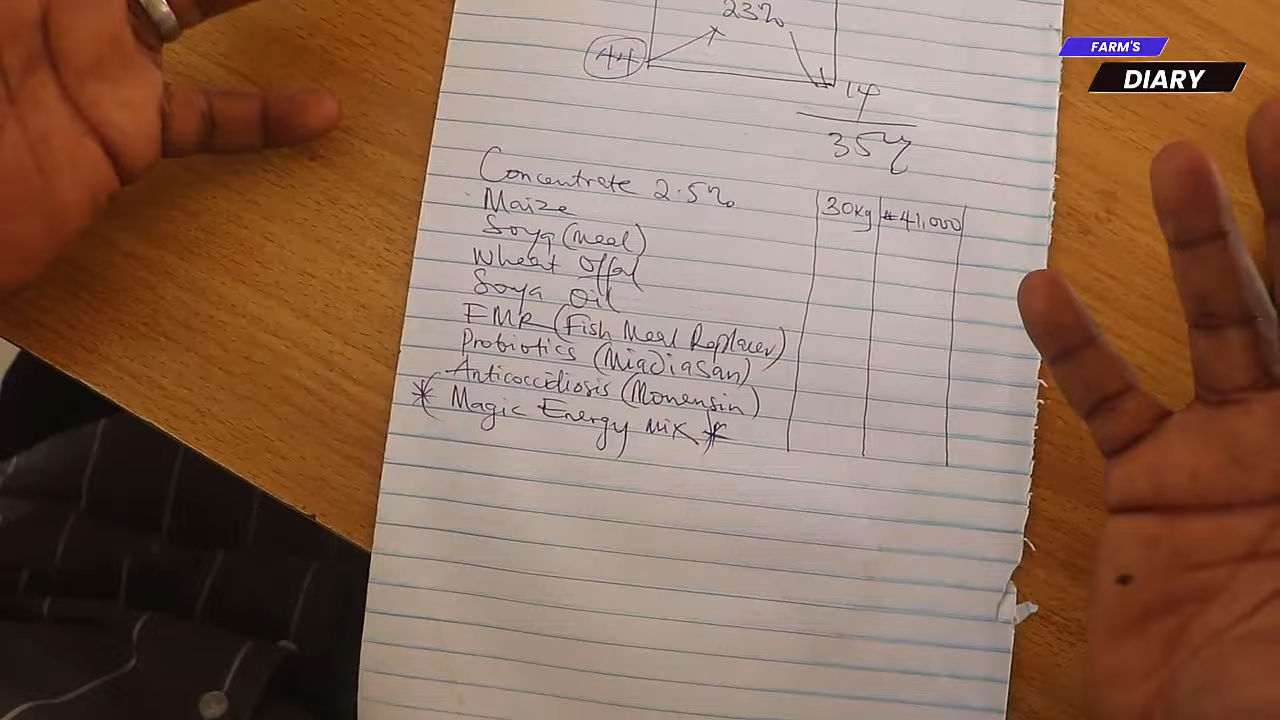 FARM'S
DIARY
23%
44
14
35%
Concentrate 2.5%
30kg ₦41,000
Maize
Soya (Meal)
Wheat Offal
Soya Oil
FMR (Fish Meal Replacer)
Probiotics (Miadiasan)
Anticoccidiosis (Monensin)
* Magic Energy Mix *